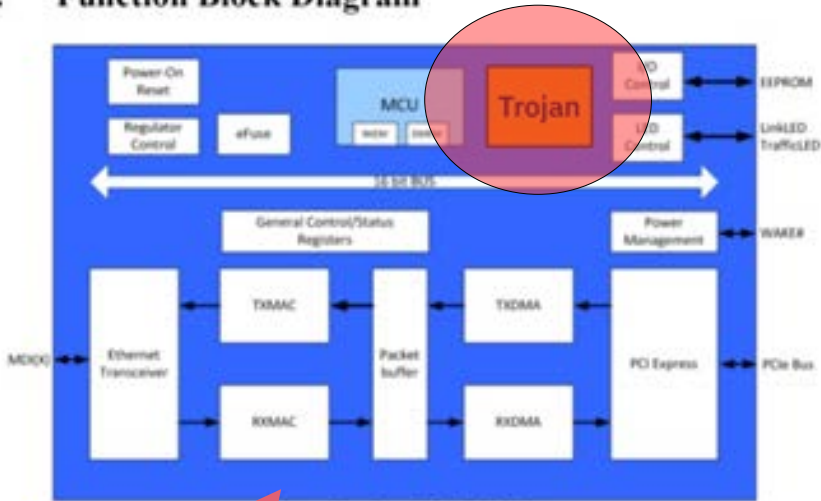 Function Block Diagram
Power-On
Reset
MCU
Trojan
I/O
Control
EEPROM
Regulator
Control
eFuse
LED
Control
LinkLED
TrafficLED
16 bit BUS
General Control/Status
Registers
Power
Management
WAKE#
TXMAC
TXDMA
MDI(X)
Ethernet
Transceiver
Packet
buffer
PCI Express
PCIe Bus
RXMAC
RXDMA